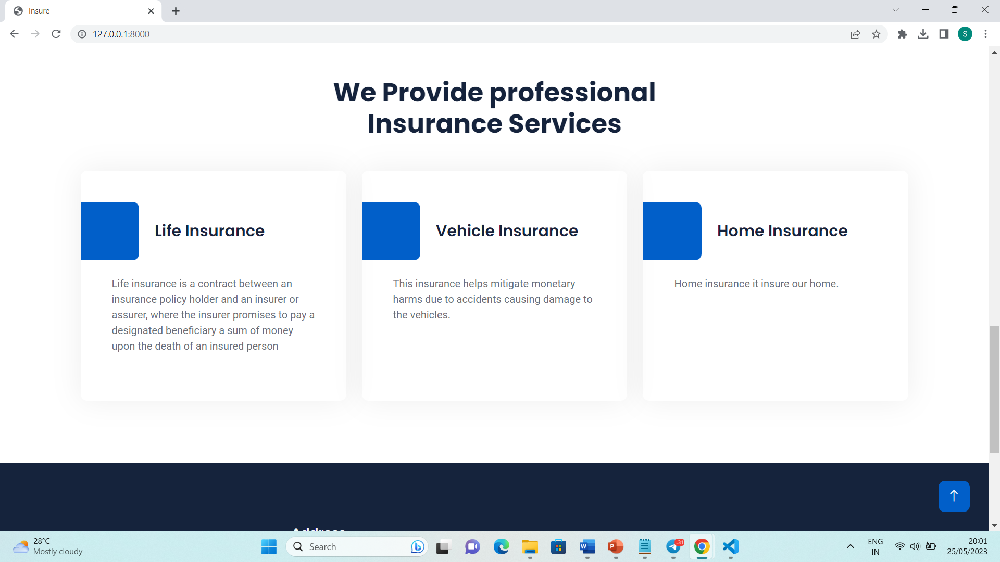 Insure
127.0.0.1:8000
S
We Provide professional
Insurance Services
Life Insurance
Life insurance is a contract between an
insurance policy holder and an insurer or
assurer, where the insurer promises to pay a
designated beneficiary a sum of money
upon the death of an insured person
Vehicle Insurance
This insurance helps mitigate monetary
harms due to accidents causing damage to
the vehicles.
Home Insurance
Home insurance it insure our home.
28°C
Mostly cloudy
Search
W
P
ENG
IN
20:01
25/05/2023